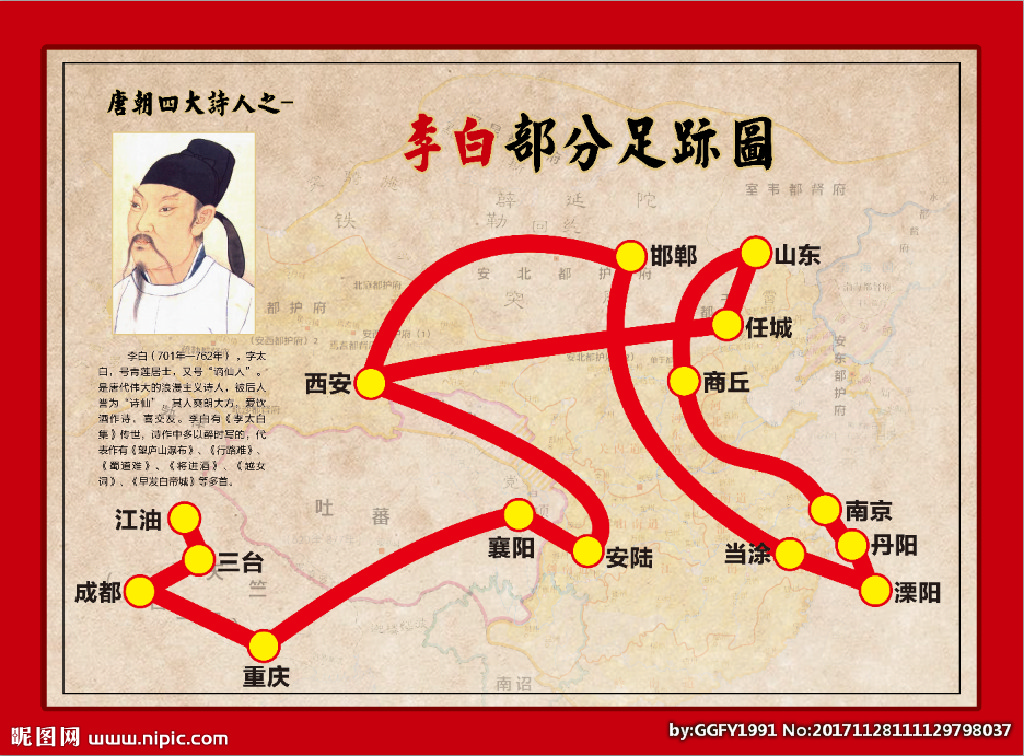 唐朝四大詩人之一
李白部分足跡圖
室韦都督府
铁
勒
薛
延
陀
回纥
安北都护府
突
北庭都护府
都护府
邯郸
山东
任城
西安
商丘
安东都护府
李白（701年—762年），字太
白，号青莲居士，又号“谪仙人”。
是唐代伟大的浪漫主义诗人，被后人
誉为“诗仙”，其人爽朗大方，爱饮
酒作诗，喜交友。李白有《李太白
集》传世，诗作中多以醉时写的，代
表作有《望庐山瀑布》、《行路难》、
《蜀道难》、《将进酒》、《越女
词》、《早发白帝城》等多首。
吐蕃
江油
三台
成都
天竺
重庆
襄阳
安陆
南京
当涂
丹阳
溧阳
南诏
昵图网 www.nipic.com
by:GGFY1991 No:20171128111129798037